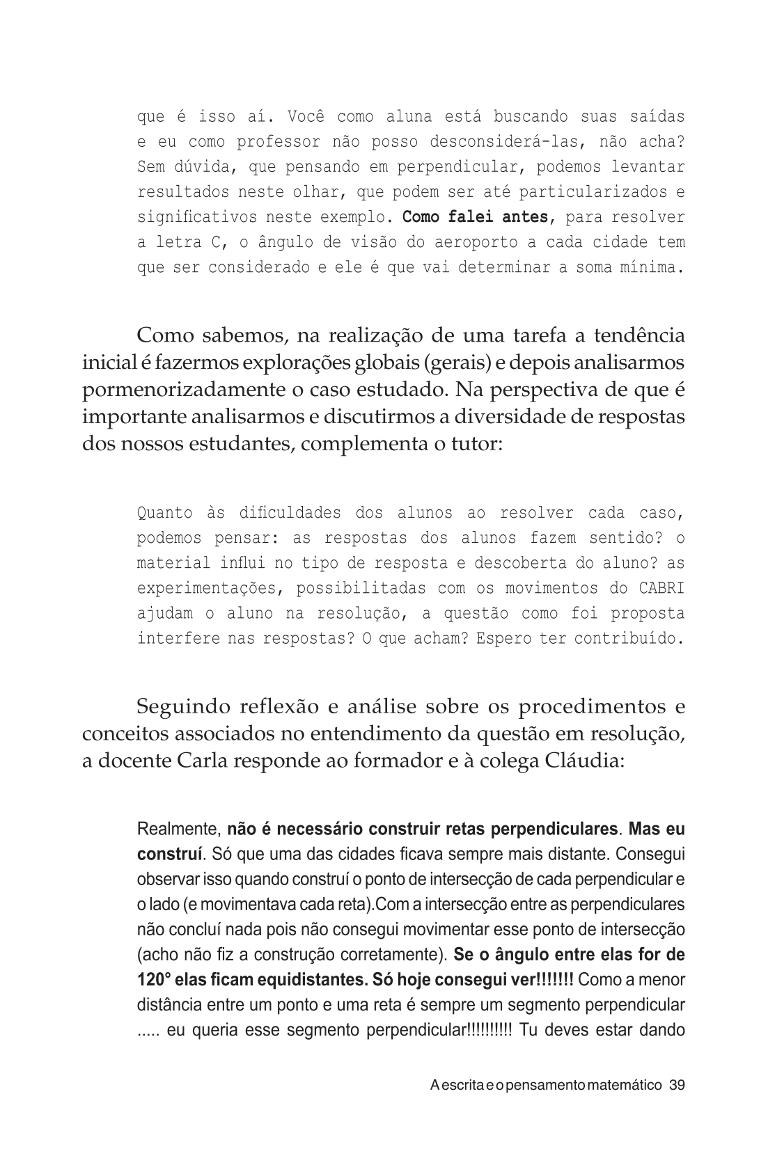 que é isso aí. Você como aluna está buscando suas saídas
e eu como professor não posso desconsiderá-las, não acha?
Sem dúvida, que pensando em perpendicular, podemos levantar
resultados neste olhar, que podem ser até particularizados e
significativos neste exemplo. Como falei antes, para resolver
a letra C, o ângulo de visão do aeroporto a cada cidade tem
que ser considerado e ele é que vai determinar a soma mínima.
Como sabemos, na realização de uma tarefa a tendência
inicial é fazermos explorações globais (gerais) e depois analisarmos
pormenorizadamente o caso estudado. Na perspectiva de que é
importante analisarmos e discutirmos a diversidade de respostas
dos nossos estudantes, complementa o tutor:
Quanto às dificuldades dos alunos ao resolver cada caso,
podemos pensar: as respostas dos alunos fazem sentido? o
material influi no tipo de resposta e descoberta do aluno? as
experimentações, possibilitadas com os movimentos do CABRI
ajudam o aluno na resolução, a questão como foi proposta
interfere nas respostas? O que acham? Espero ter contribuído.
Seguindo reflexão e análise sobre os procedimentos e
conceitos associados no entendimento da questão em resolução,
a docente Carla responde ao formador e à colega Cláudia:
Realmente, não é necessário construir retas perpendiculares. Mas eu
construí. Só que uma das cidades ficava sempre mais distante. Consegui
observar isso quando construí o ponto de intersecção de cada perpendicular e
o lado (e movimentava cada reta).Com a intersecção entre as perpendiculares
não concluí nada pois não consegui movimentar esse ponto de intersecção
(acho não fiz a construção corretamente). Se o ângulo entre elas for de
120° elas ficam equidistantes. Só hoje consegui ver!!!!!!! Como a menor
distância entre um ponto e uma reta é sempre um segmento perpendicular
..... eu queria esse segmento perpendicular!!!!!!!!!! Tu deves estar dando
A escrita e o pensamento matemático 39